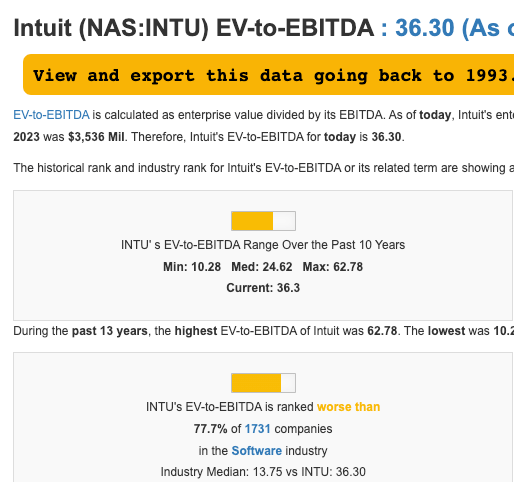 Intuit (NAS:INTU) EV-to-EBITDA : 36.30 (As
View and export this data going back to 1993.
EV-to-EBITDA is calculated as enterprise value divided by its EBITDA. As of today, Intuit's
2023 was $3,536 Mil. Therefore, Intuit's EV-to-EBITDA for today is 36.30.
The historical rank and industry rank for Intuit's EV-to-EBITDA or its related term are showing
INTU' s EV-to-EBITDA Range Over the Past 10 Years
Min: 10.28 Med: 24.62 Max: 62.78
Current: 36.3
During the past 13 years, the highest EV-to-EBITDA of Intuit was 62.78. The lowest was
INTU's EV-to-EBITDA is ranked worse than
77.7% of 1731 companies
in the Software industry
Industry Median: 13.75 vs INTU: 36.30